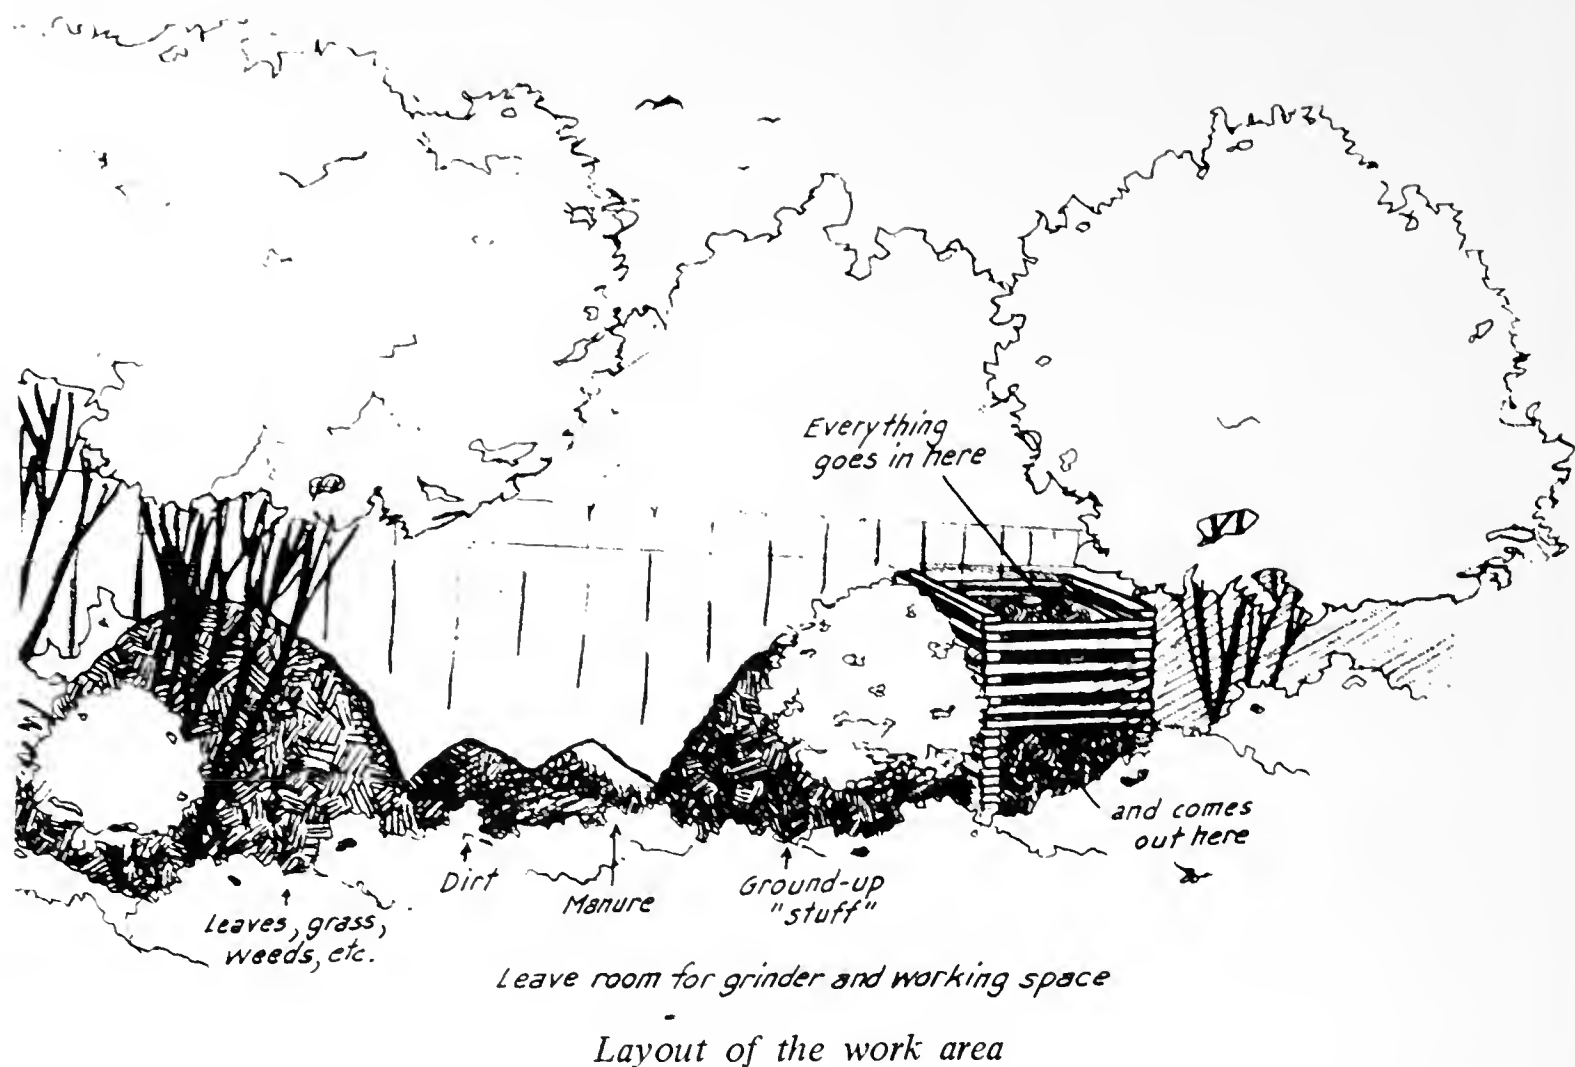 Everything
goes in here
and comes
out here
Dirt
Manure
Ground-up
"stuff"
Leaves, grass,
weeds, etc.
Leave room for grinder and working space
Layout of the work area